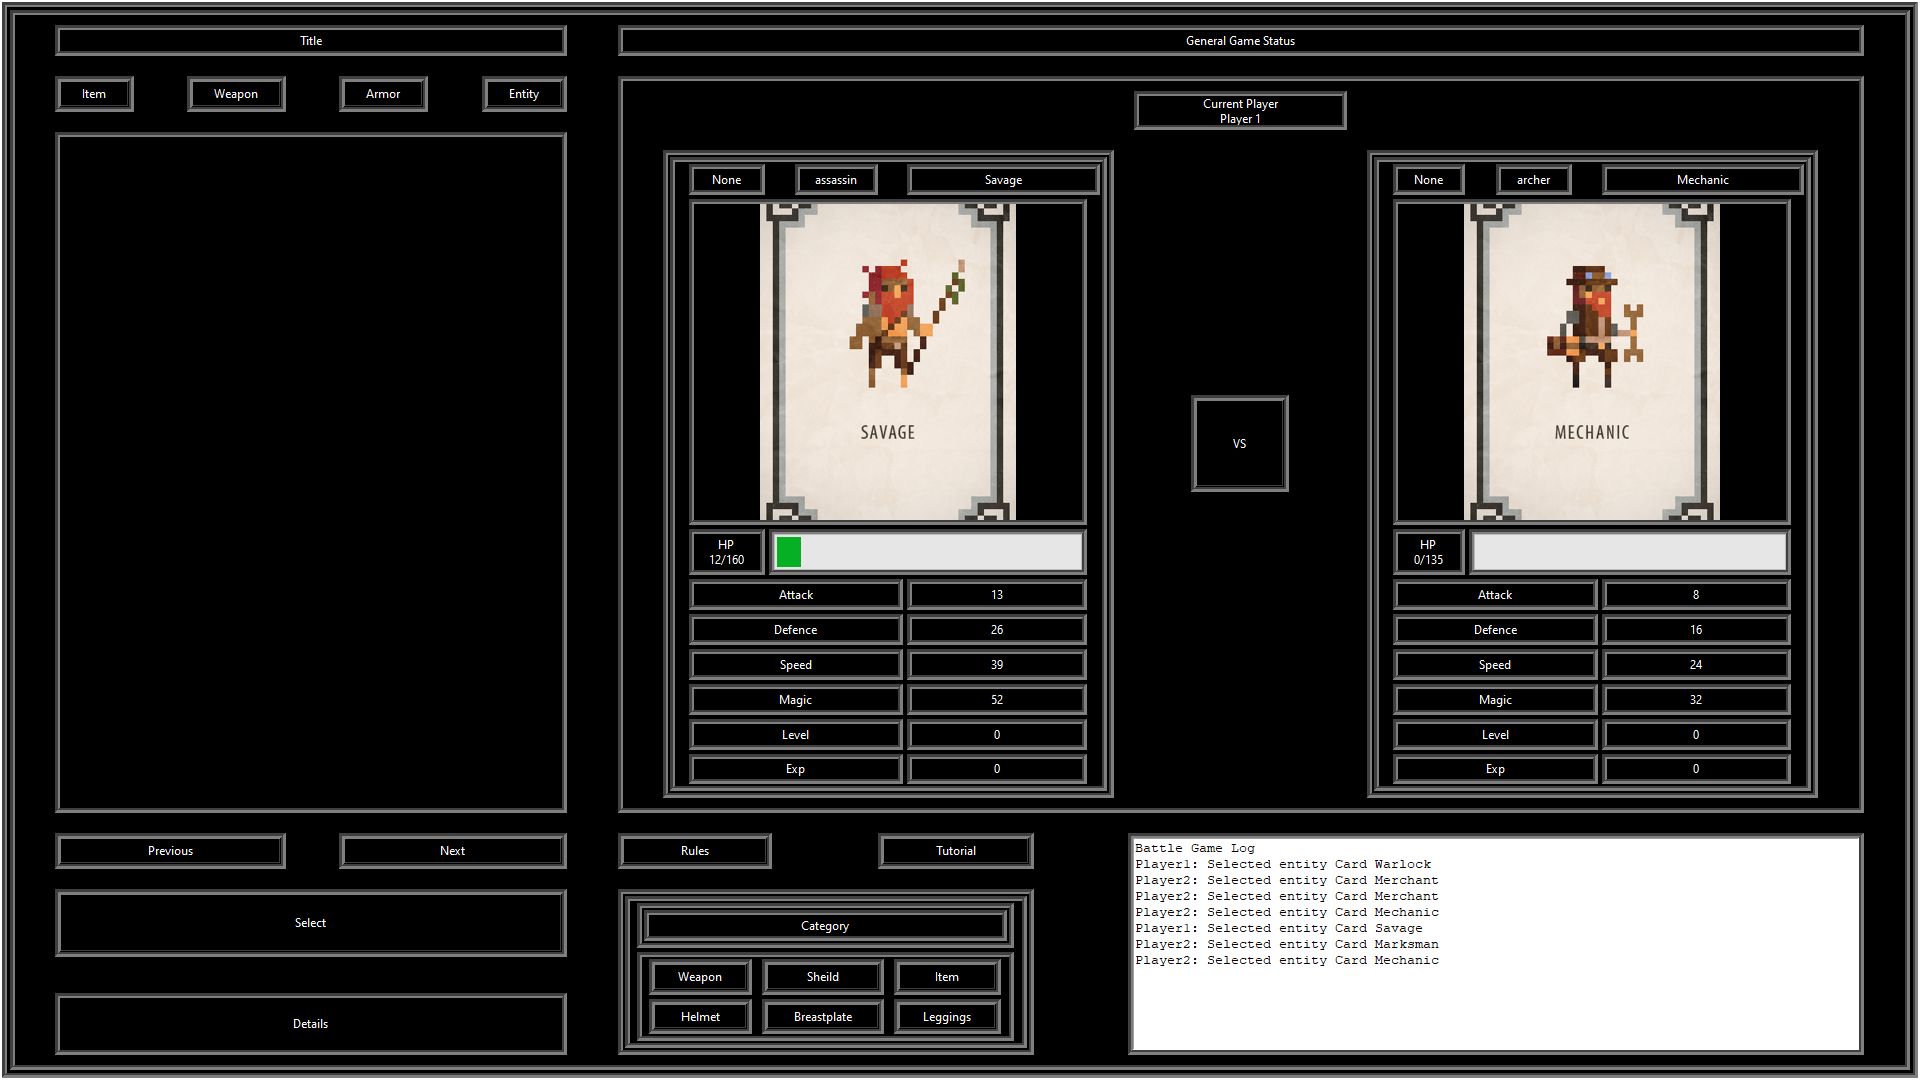 Title
General Game Status
Item
Weapon
Armor
Entity
Current Player
Player 1
None
assassin
Savage
SAVAGE
HP
12/160
Attack
13
Defence
26
Speed
39
Magic
52
Level
0
Exp
0
VS
None
archer
Mechanic
MECHANIC
HP
0/135
Attack
8
Defence
16
Speed
24
Magic
32
Level
0
Exp
0
Previous
Next
Select
Details
Rules
Tutorial
Category
Weapon
Sheild
Item
Helmet
Breastplate
Leggings
Battle Game Log
Player1: Selected entity Card Warlock
Player2: Selected entity Card Merchant
Player2: Selected entity Card Merchant
Player2: Selected entity Card Mechanic
Player1: Selected entity Card Savage
Player2: Selected entity Card Marksman
Player2: Selected entity Card Mechanic